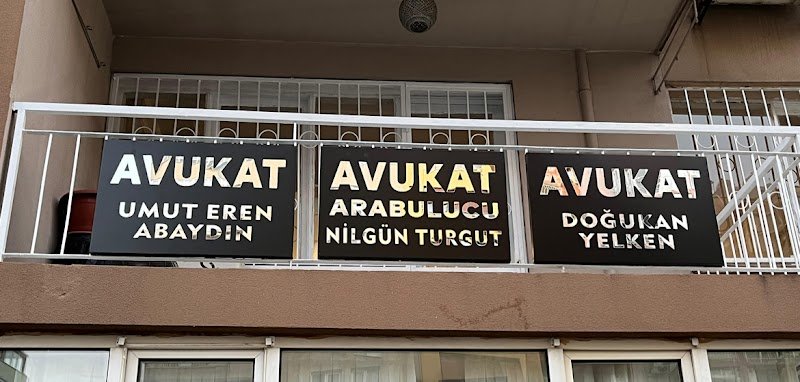 AVUKAT
UMUT EREN
ABAYDIN
AVUKAT
ARABULUCU
NİLGÜN TURGUT
AVUKAT
DOĞUKAN
YELKEN